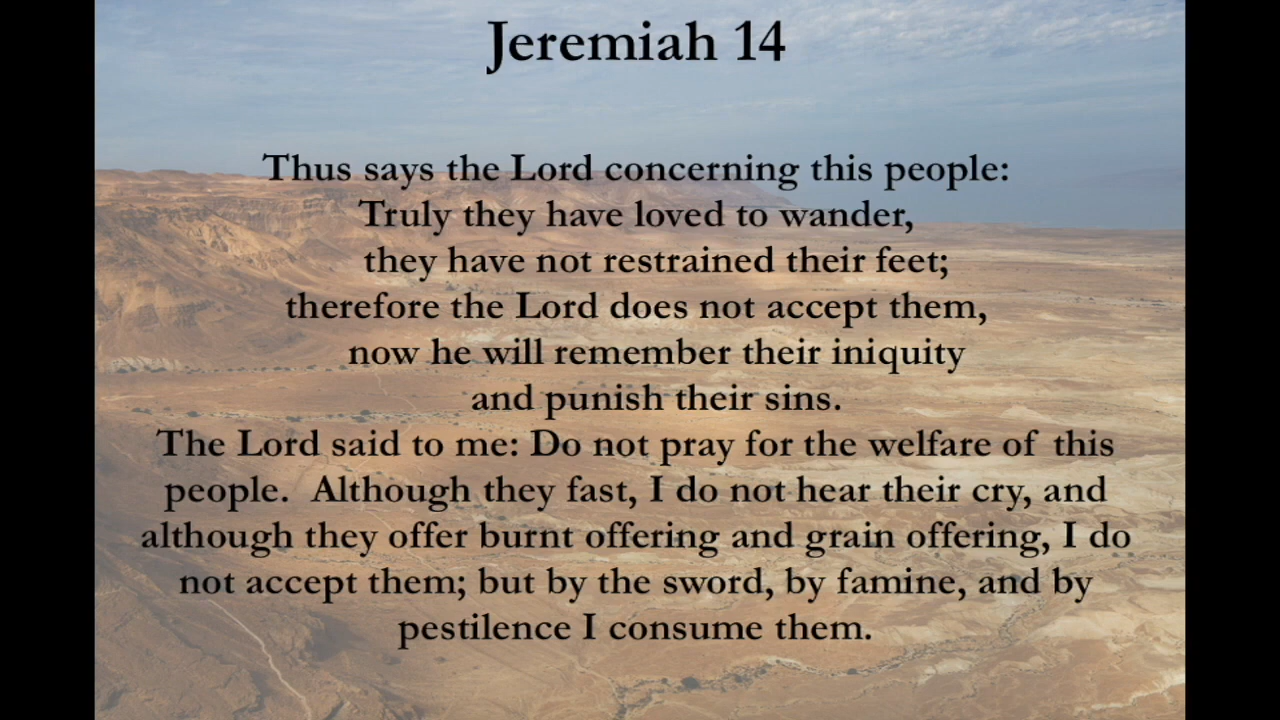 Jeremiah 14
Thus says the Lord concerning this people:
Truly they have loved to wander,
they have not restrained their feet;
therefore the Lord does not accept them,
now he will remember their iniquity
and punish their sins.
The Lord said to me: Do not pray for the welfare of this
people.  Although they fast, I do not hear their cry, and
although they offer burnt offering and grain offering, I do
not accept them; but by the sword, by famine, and by
pestilence I consume them.